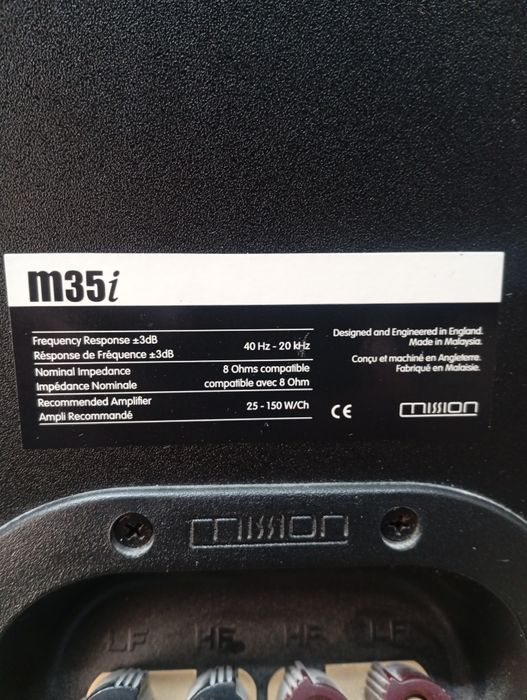 m35i
Frequency Response ±3dB
Résponse de Fréquence ±3dB
40 Hz - 20 kHz
Nominal Impedance
Impédance Nominale
8 Ohms compatible
compatible avec 8 Ohm
Recommended Amplifier
Ampli Recommandé
25 - 150 W/Ch
Designed and Engineered in England.
Made in Malaysia.
Conçu et machiné en Angleterre.
Fabriqué en Malaisie.
CE
mission
mission
LF HF HF LF